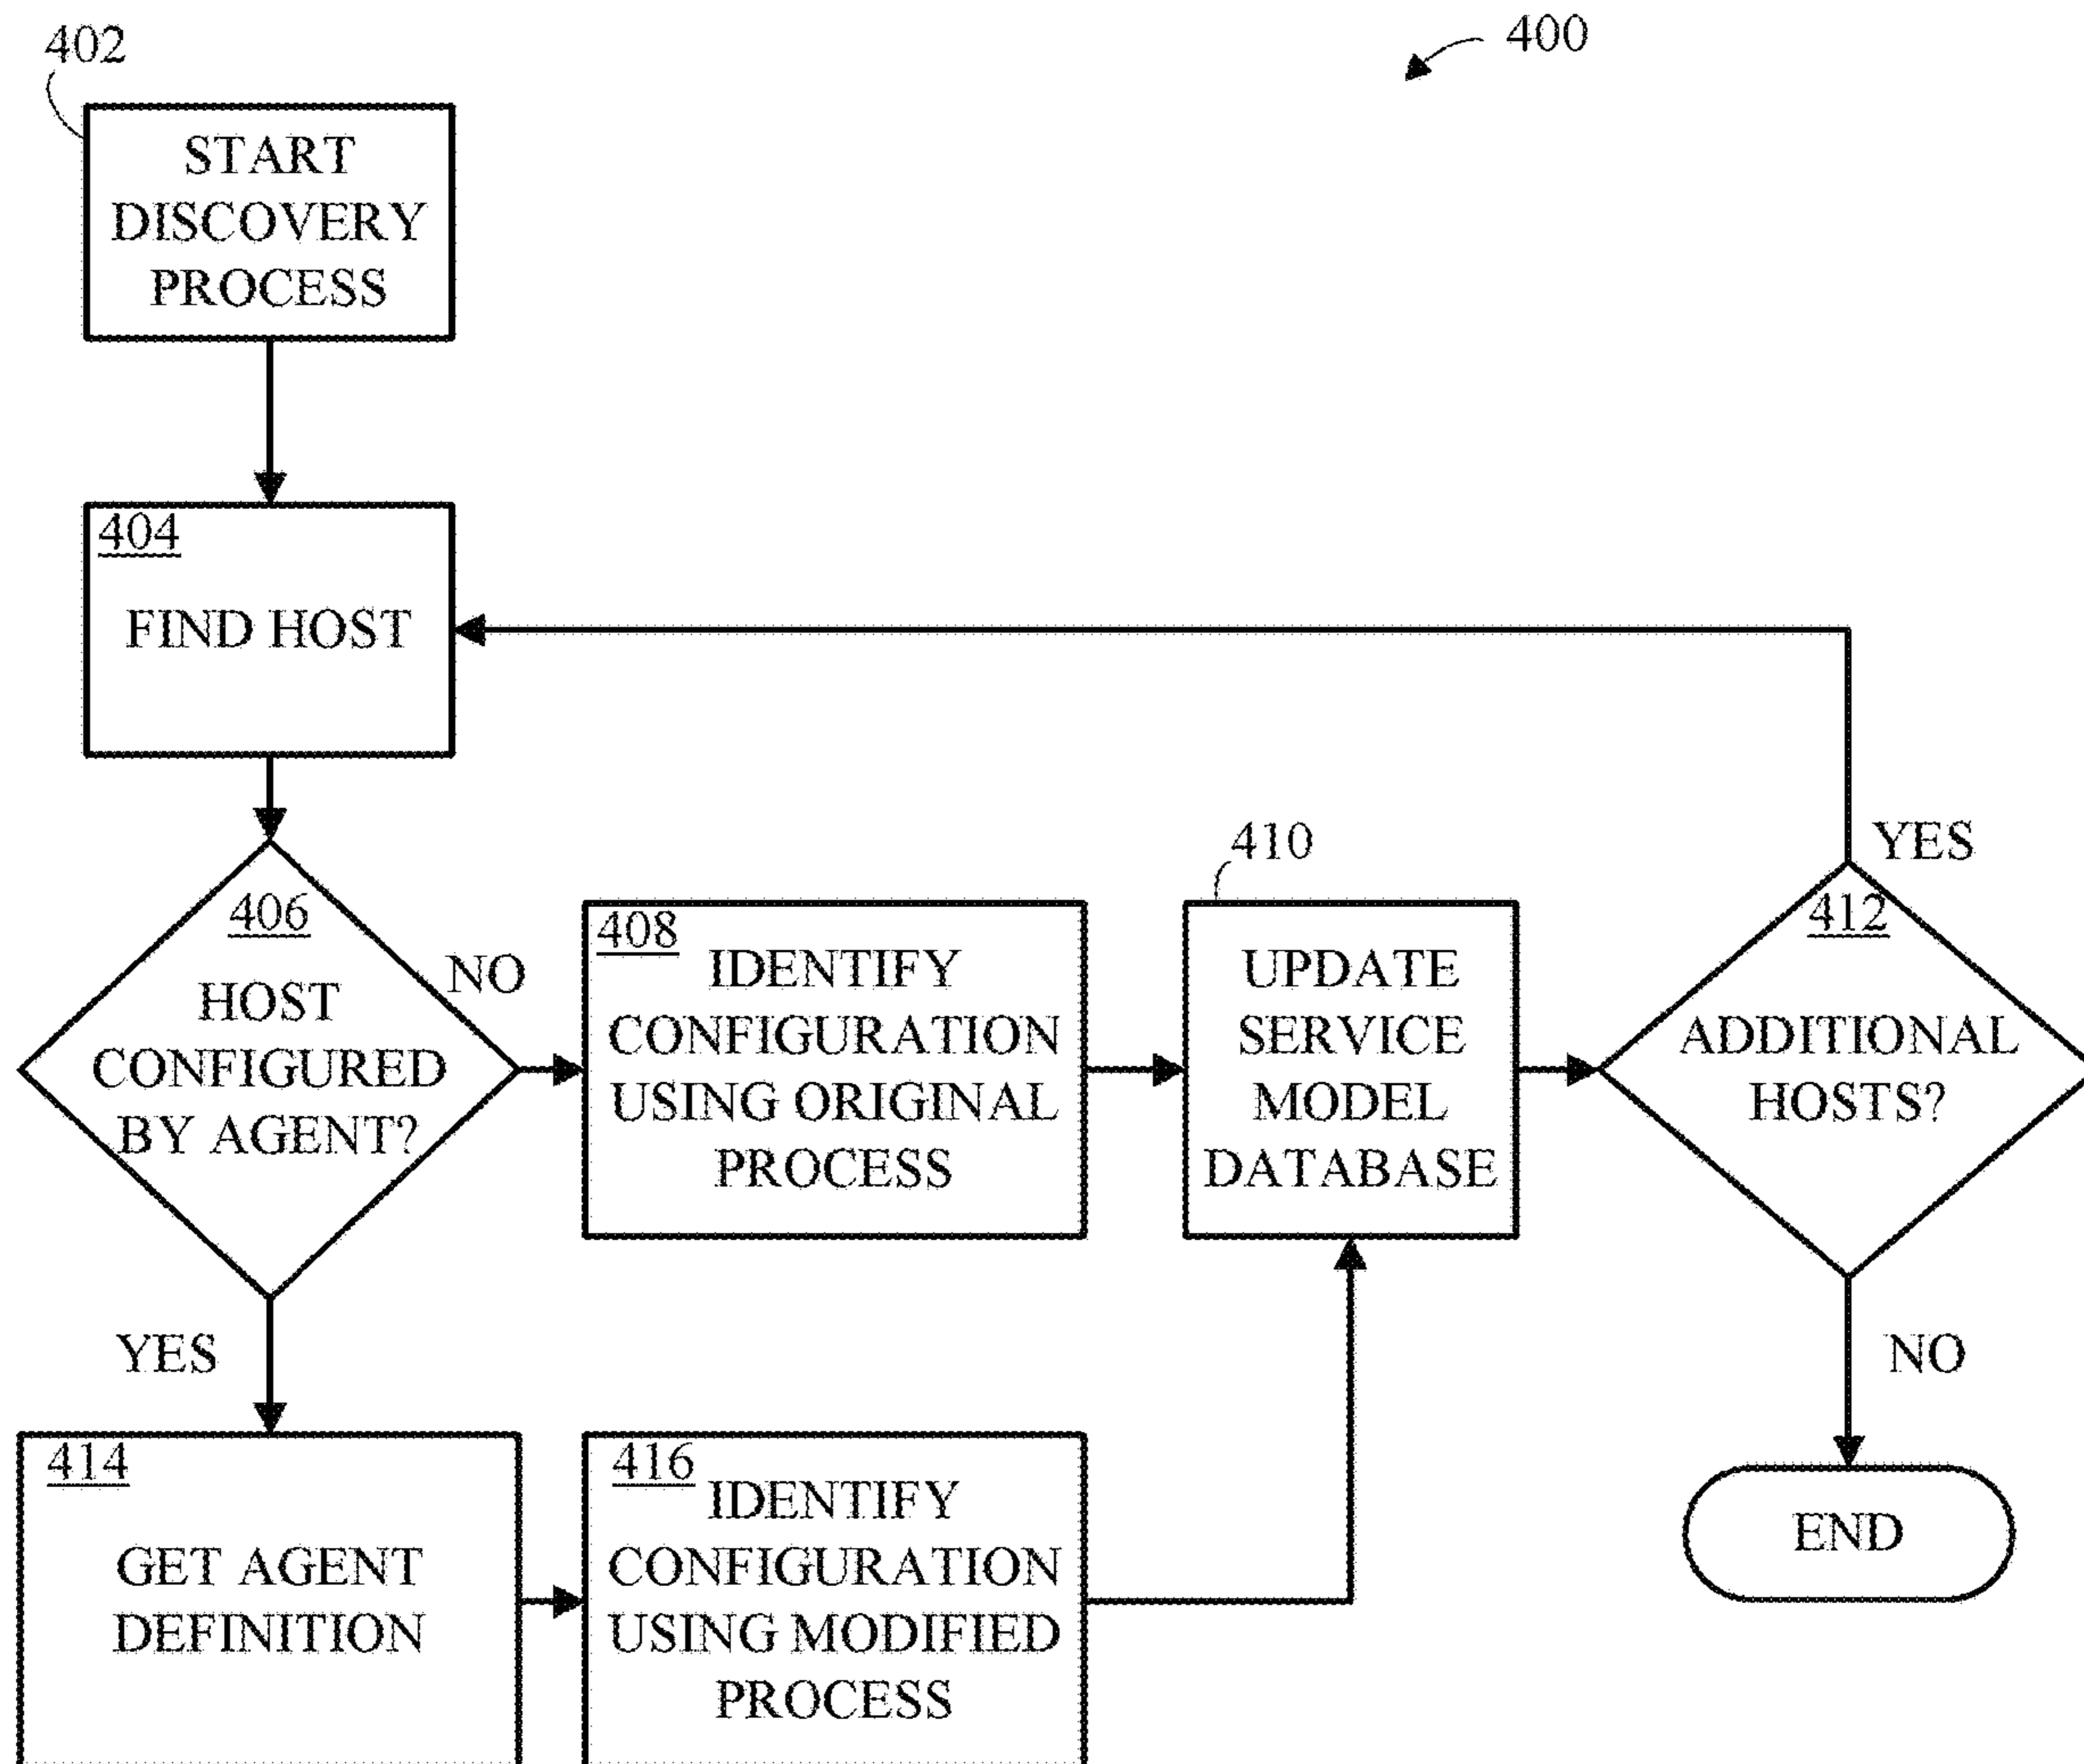 402
400
START
DISCOVERY
PROCESS
404
FIND HOST
406
HOST
CONFIGURED
BY AGENT?
NO
408
IDENTIFY
CONFIGURATION
USING ORIGINAL
PROCESS
410
UPDATE
SERVICE
MODEL
DATABASE
YES
412
ADDITIONAL
HOSTS?
YES
NO
414
GET AGENT
DEFINITION
416
IDENTIFY
CONFIGURATION
USING MODIFIED
PROCESS
END